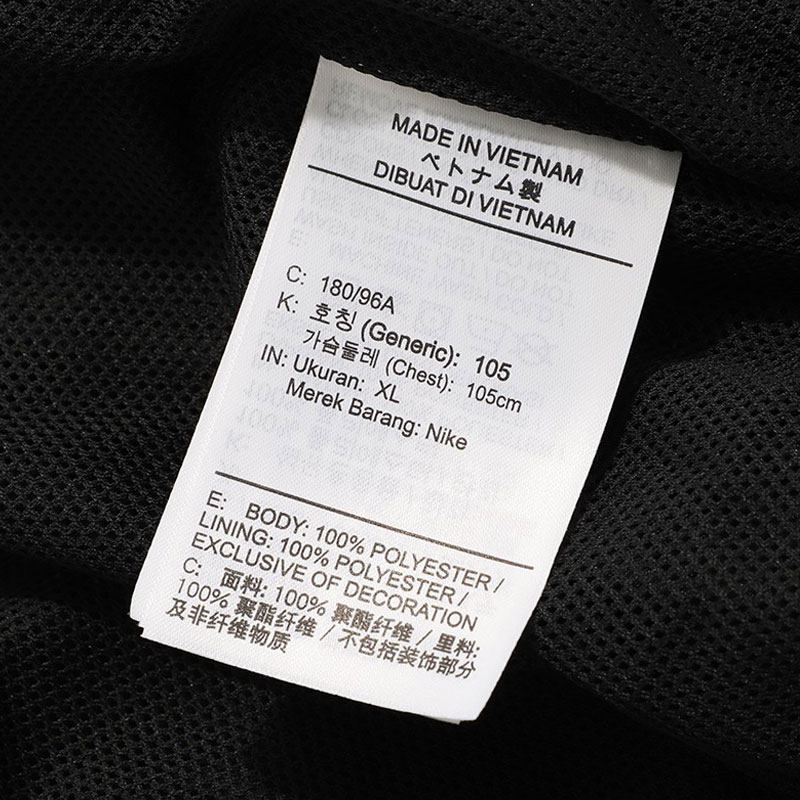 MADE IN VIETNAM
ベトナム製
DIBUAT DI VIETNAM
C: 180/96A
K: 호칭 (Generic): 105
가슴둘레 (Chest): 105cm
IN: Ukuran: XL
Merek Barang: Nike
E: BODY: 100% POLYESTER /
LINING: 100% POLYESTER /
EXCLUSIVE OF DECORATION
C: 面料: 100% 聚酯纤维 / 里料:
100% 聚酯纤维 / 不包括装饰部分
及非纤维物质